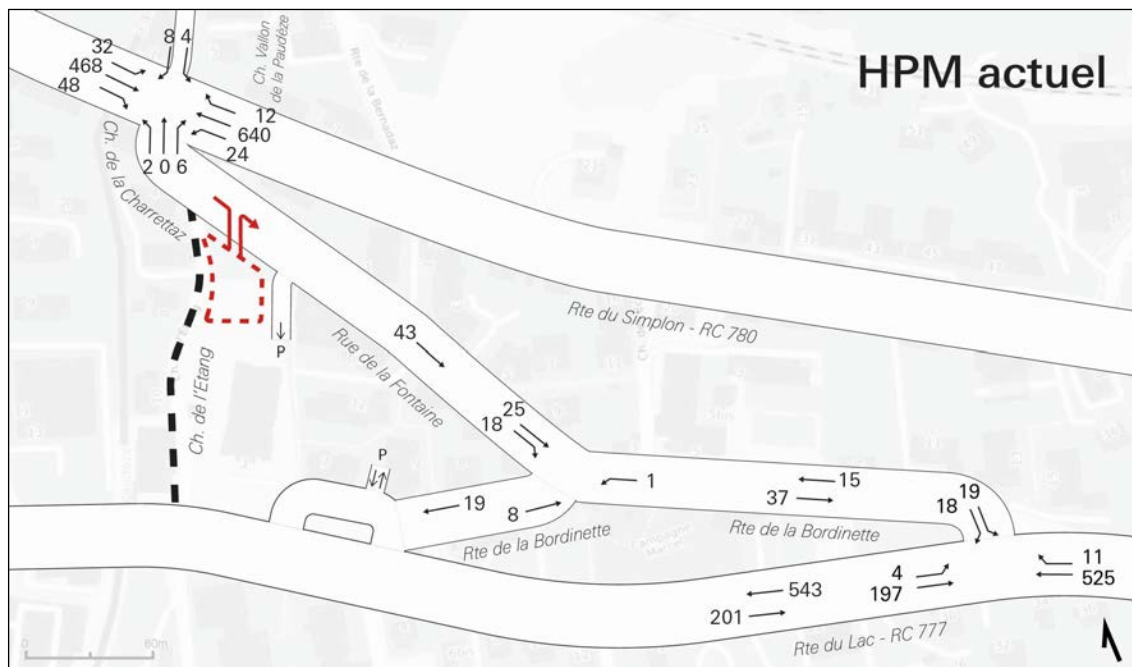 HPM actuel
8 4
32
468
48
Ch. Vallon
de la Paudèze
Rte de la Bernadaz
12
640
24
2 0 6
Ch. de la Charrettaz
Rte du Simplon - RC 780
P
43
Rue de la Fontaine
Ch. de l'Etang
25
18
P
1
15
37
19
8
19
18
Rte de la Bordinette
Rte de la Bordinette
4
197
11
525
543
201
Rte du Lac - RC 777
0 60m